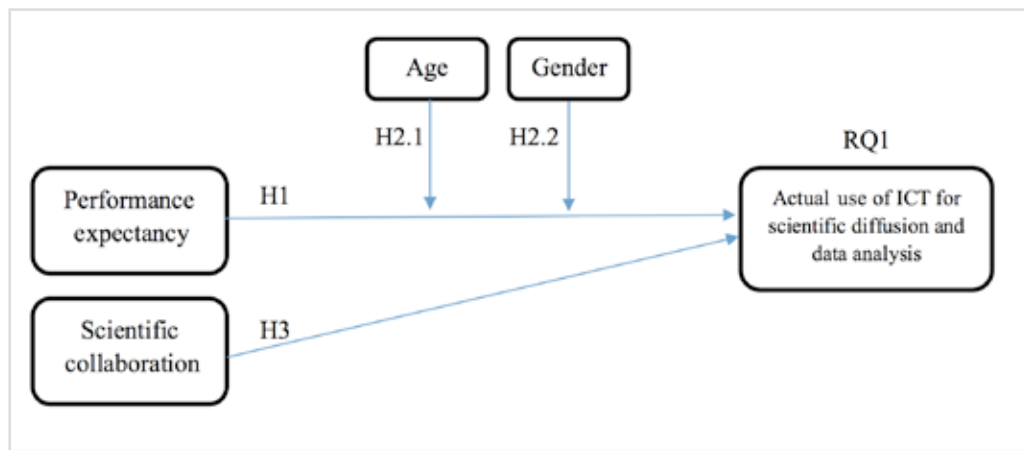 Age
Gender
H2.1
H2.2
RQ1
Performance
expectancy
H1
Actual use of ICT for
scientific diffusion and
data analysis
Scientific
collaboration
H3